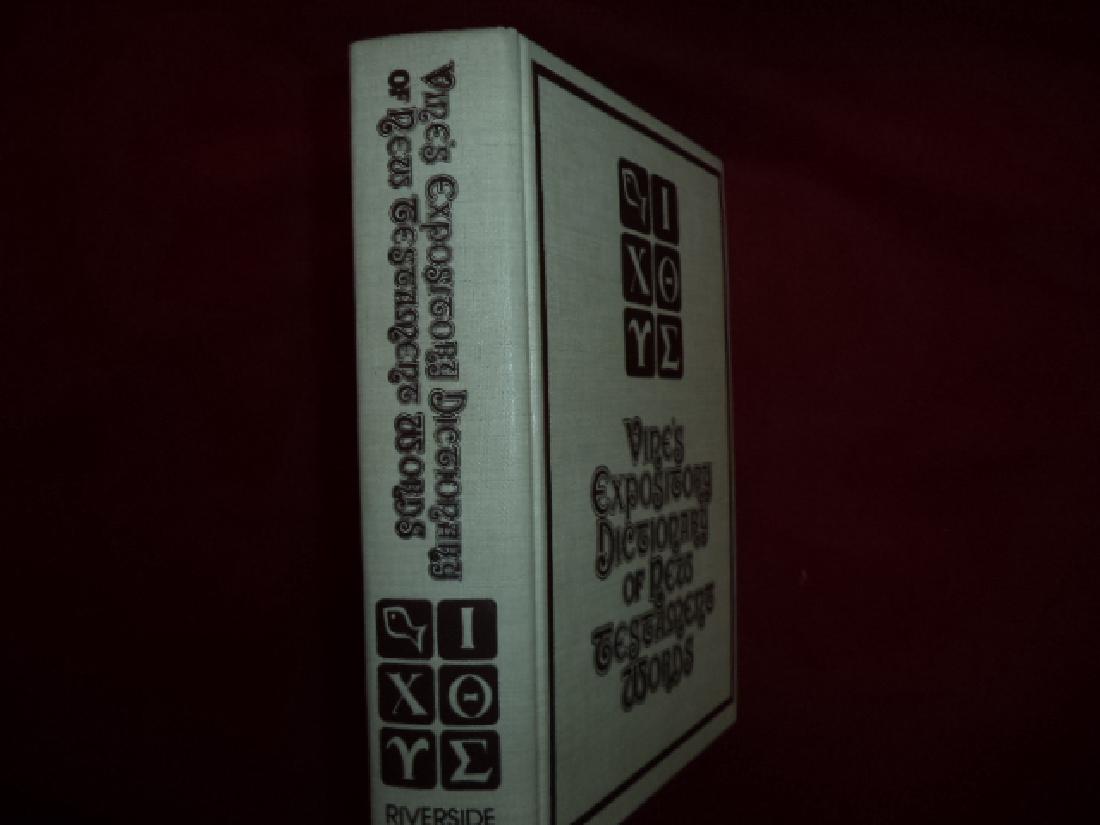 Vine's Expository Dictionary
of New Testament Words
Ι
Χ Θ
Υ Σ
RIVERSIDE
Ι
Χ Θ
Υ Σ
Vine's
Expository
Dictionary
of New
Testament
Words